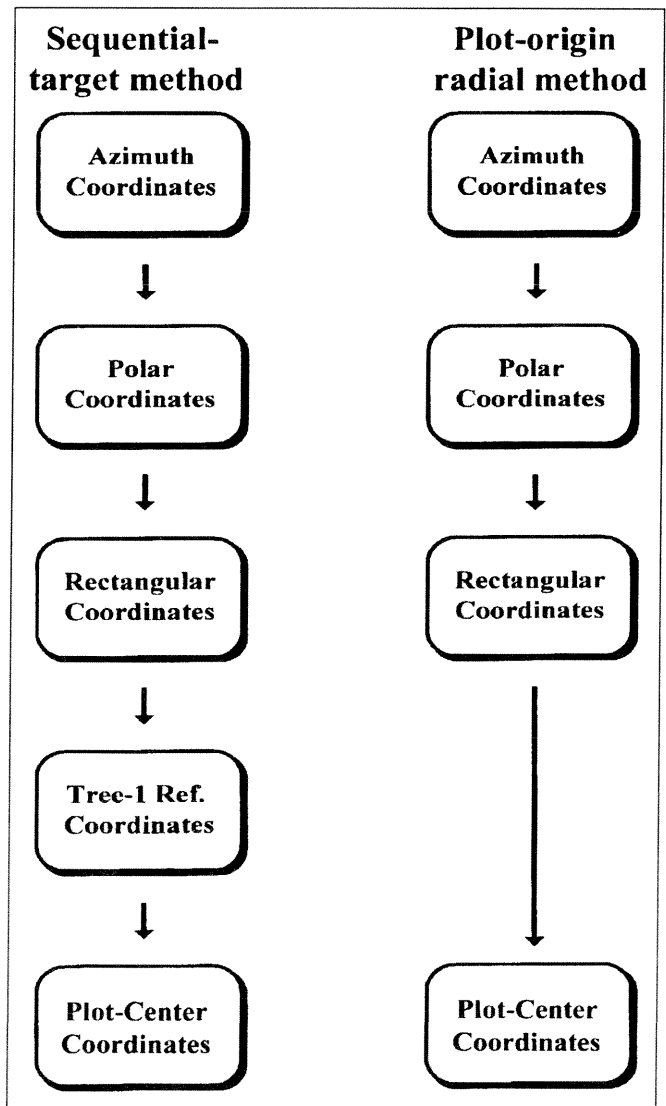 Sequential-
target method
Azimuth
Coordinates
Polar
Coordinates
Rectangular
Coordinates
Tree-1 Ref.
Coordinates
Plot-Center
Coordinates
Plot-origin
radial method
Azimuth
Coordinates
Polar
Coordinates
Rectangular
Coordinates
Plot-Center
Coordinates